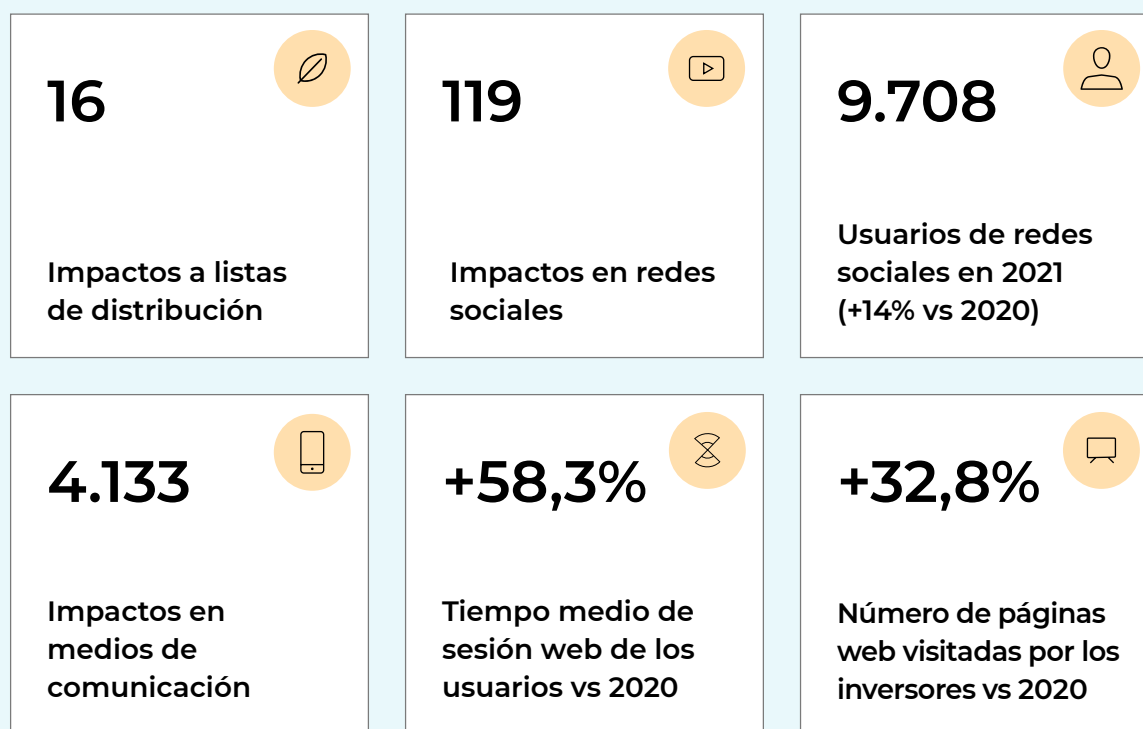 16
Impactos a listas
de distribución
119
Impactos en redes
sociales
9.708
Usuarios de redes
sociales en 2021
(+14% vs 2020)
4.133
Impactos en
medios de
comunicación
+58,3%
Tiempo medio de
sesión web de los
usuarios vs 2020
+32,8%
Número de páginas
web visitadas por los
inversores vs 2020